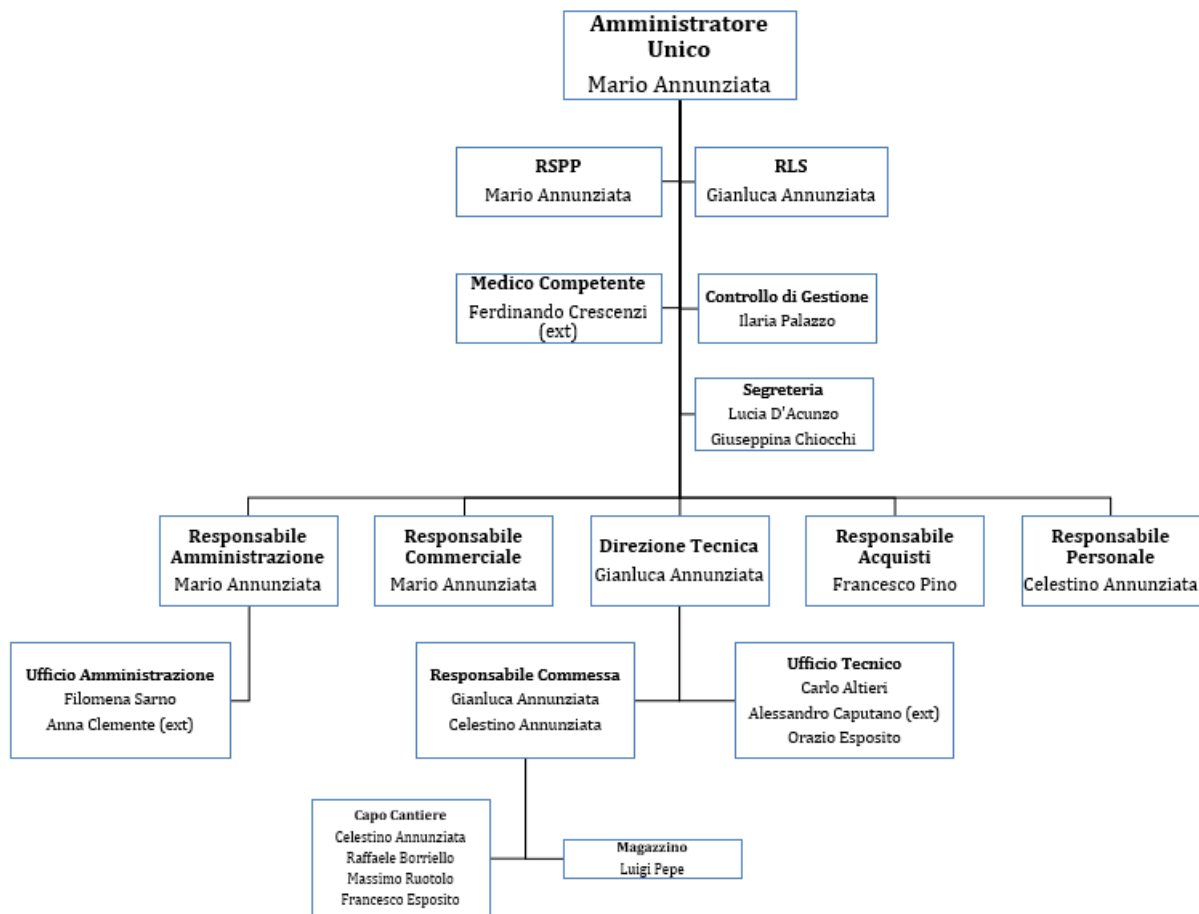 Amministratore
Unico
Mario Annunziata
RSPP
Mario Annunziata
RLS
Gianluca Annunziata
Medico Competente
Ferdinando Crescenzi
(ext)
Controllo di Gestione
Ilaria Palazzo
Segreteria
Lucia D'Acunzo
Giuseppina Chiocchi
Responsabile
Amministrazione
Mario Annunziata
Responsabile
Commerciale
Mario Annunziata
Direzione Tecnica
Gianluca Annunziata
Responsabile
Acquisti
Francesco Pino
Responsabile
Personale
Celestino Annunziata
Ufficio Amministrazione
Filomena Sarno
Anna Clemente (ext)
Responsabile Commessa
Gianluca Annunziata
Celestino Annunziata
Ufficio Tecnico
Carlo Altieri
Alessandro Caputano (ext)
Orazio Esposito
Capo Cantiere
Celestino Annunziata
Raffaele Borriello
Massimo Ruotolo
Francesco Esposito
Magazzino
Luigi Pepe